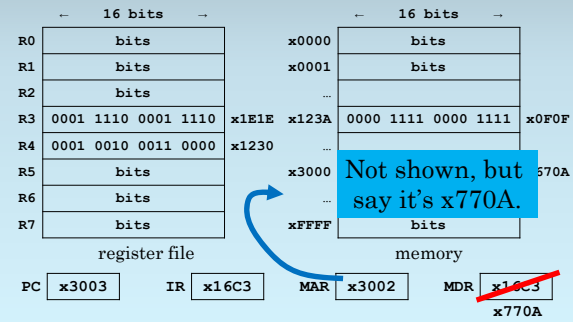 ← 16 bits → ← 16 bits →
R0 bits x0000 bits
R1 bits x0001 bits
R2 bits …
R3 0001 1110 0001 1110 x1E1E x123A 0000 1111 0000 1111 x0F0F
R4 0001 0010 0011 0000 x1230 …
R5 bits x3000 Not shown, but 670A
R6 bits … say it's x770A.
R7 bits xFFFF bits
register file memory
PC x3003 IR x16C3 MAR x3002 MDR x16C3
x770A